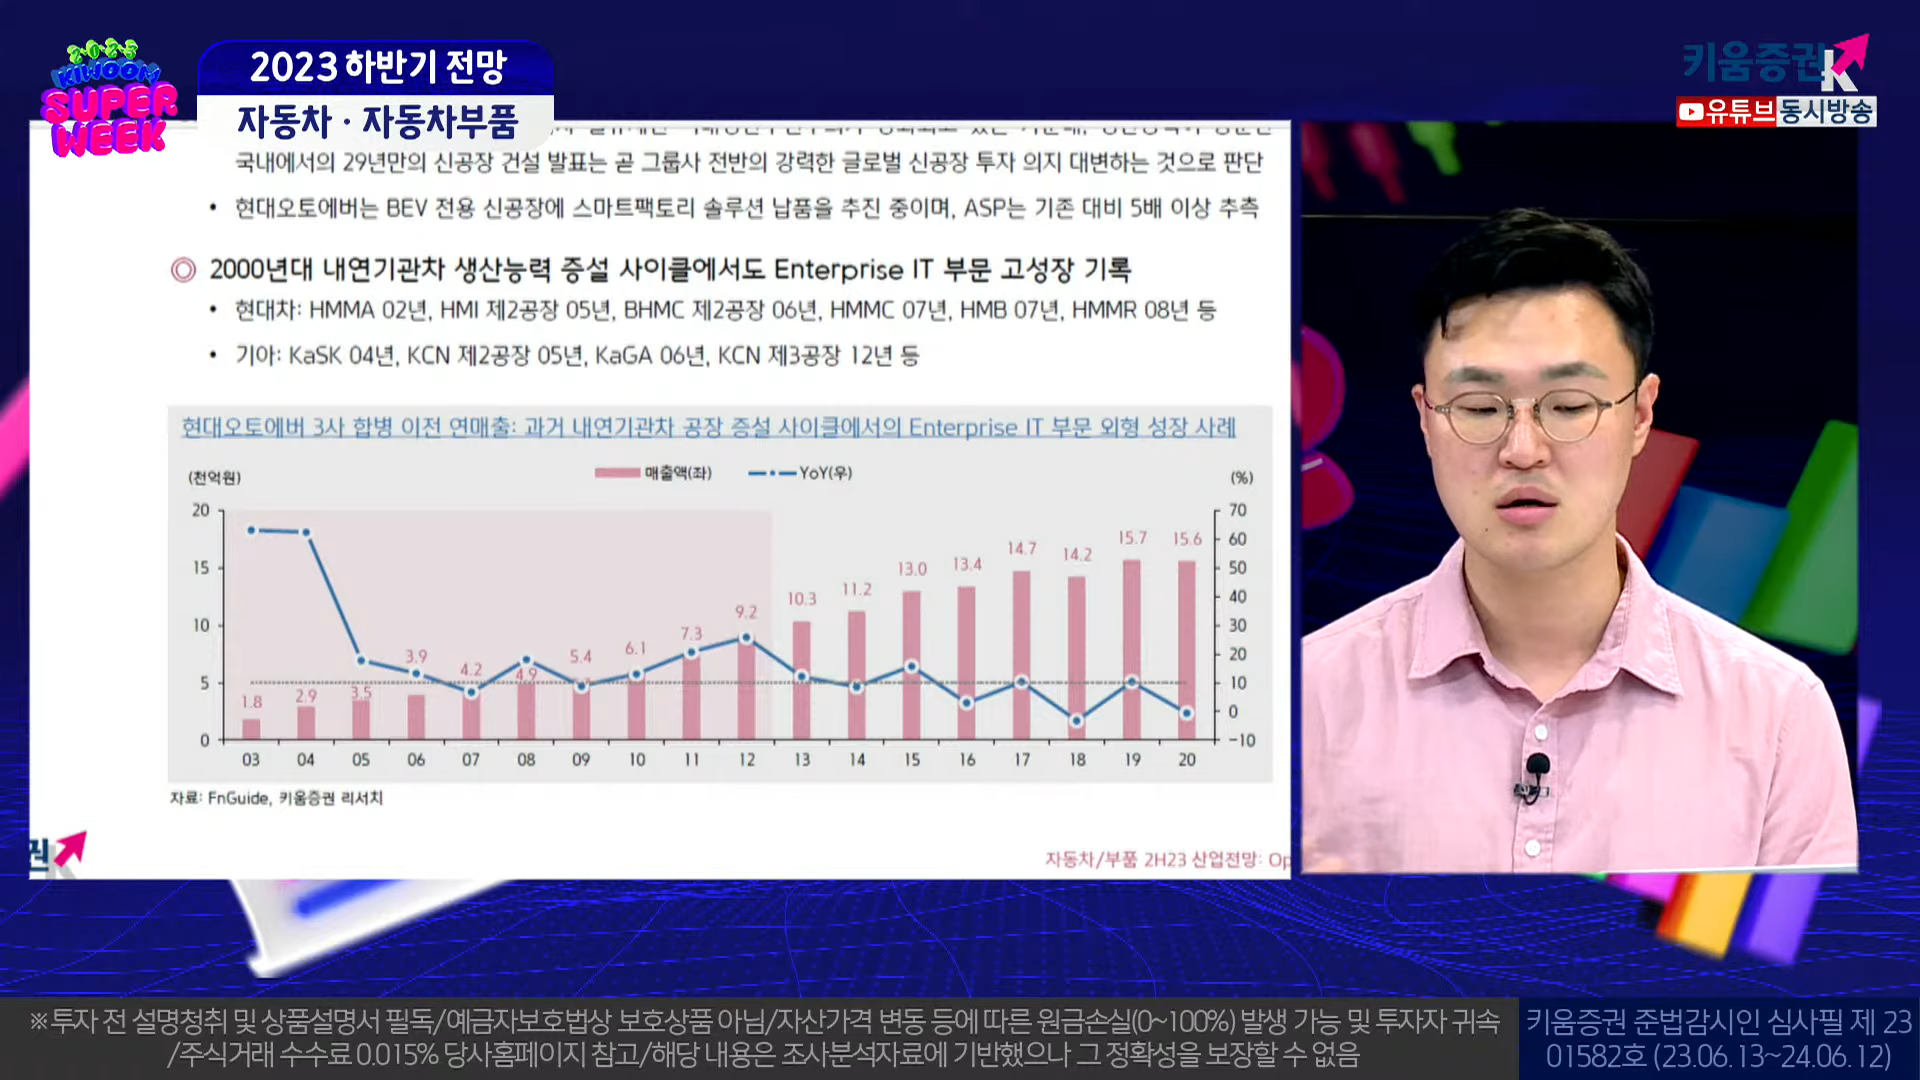 2023
KIWOOM
SUPER
WEEK
2023 하반기 전망
자동차 · 자동차부품
키움증권
유튜브 동시방송
국내에서의 29년만의 신공장 건설 발표는 곧 그룹사 전반의 강력한 글로벌 신공장 투자 의지 대변하는 것으로 판단
• 현대오토에버는 BEV 전용 신공장에 스마트팩토리 솔루션 납품을 추진 중이며, ASP는 기존 대비 5배 이상 추측
◎ 2000년대 내연기관차 생산능력 증설 사이클에서도 Enterprise IT 부문 고성장 기록
• 현대차: HMMA 02년, HMI 제2공장 05년, BHMC 제2공장 06년, HMMC 07년, HMB 07년, HMMR 08년 등
• 기아: KaSK 04년, KCN 제2공장 05년, KaGA 06년, KCN 제3공장 12년 등
현대오토에버 3사 합병 이전 연매출: 과거 내연기관차 공장 증설 사이클에서의 Enterprise IT 부문 외형 성장 사례
(천억원) 매출액(좌) YoY(우) (%)
20 15 10 5 0
1.8 2.9 3.5 3.9 4.2 4.9 5.4 6.1 7.3 9.2 10.3 11.2 13.0 13.4 14.7 14.2 15.7 15.6
70 60 50 40 30 20 10 0 -10
03 04 05 06 07 08 09 10 11 12 13 14 15 16 17 18 19 20
자료: FnGuide, 키움증권 리서치
권
자동차/부품 2H23 산업전망: Op
※투자 전 설명청취 및 상품설명서 필독/예금자보호법상 보호상품 아님/자산가격 변동 등에 따른 원금손실(0~100%) 발생 가능 및 투자자 귀속
/주식거래 수수료 0.015% 당사홈페이지 참고/해당 내용은 조사분석자료에 기반했으나 그 정확성을 보장할 수 없음
키움증권 준법감시인 심사필 제 23
01582호 (23.06.13~24.06.12)